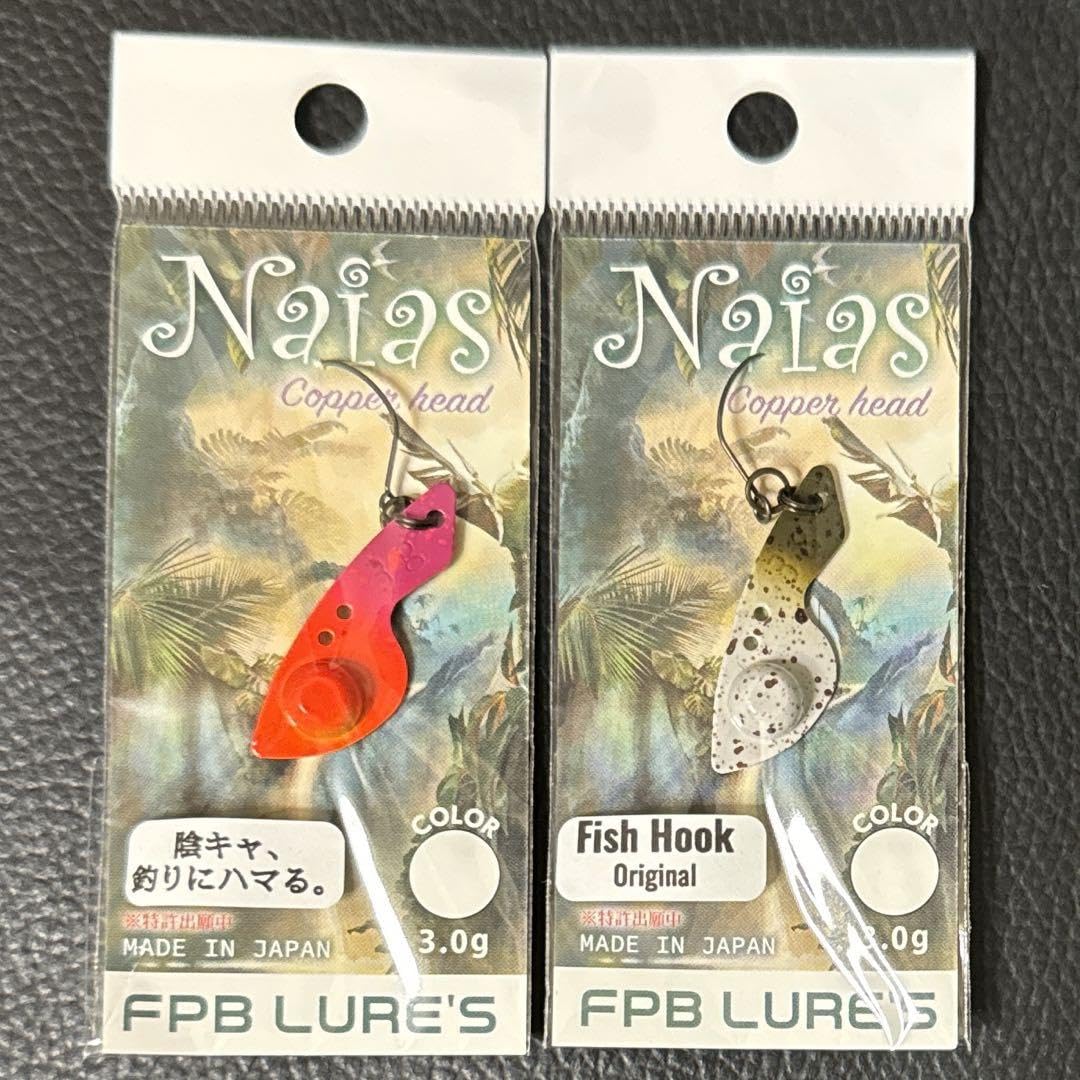 Naias
Copper head
COLOR
陰キャ、
釣りにハマる。
※特許出願中
MADE IN JAPAN
3.0g
FPB LURE'S
Naias
Copper head
COLOR
Fish Hook
Original
※特許出願中
MADE IN JAPAN
3.0g
FPB LURE'S